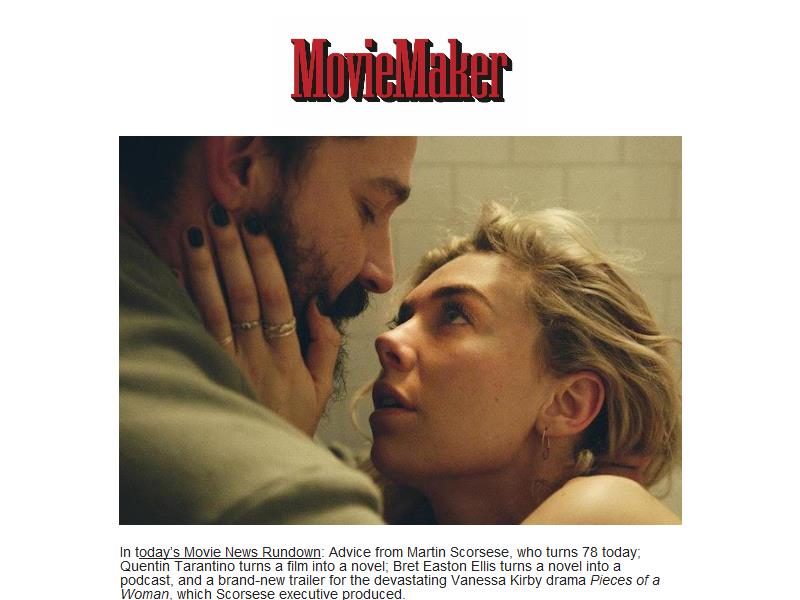 MovieMaker
In today's Movie News Rundown: Advice from Martin Scorsese, who turns 78 today;
Quentin Tarantino turns a film into a novel; Bret Easton Ellis turns a novel into a
podcast, and a brand-new trailer for the devastating Vanessa Kirby drama Pieces of a
Woman, which Scorsese executive produced.